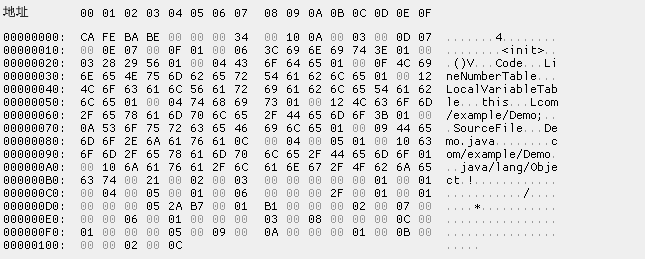 地址 00 01 02 03 04 05 06 07 08 09 0A 0B 0C 0D 0E 0F
00000000: CA FE BA BE 00 00 00 34 00 10 0A 00 03 00 0D 07 .......4........
00000010: 00 0E 07 00 0F 01 00 06 3C 69 6E 69 74 3E 01 00 ........<init>..
00000020: 03 28 29 56 01 00 04 43 6F 64 65 01 00 0F 4C 69 .()V...Code...Li
00000030: 6E 65 4E 75 6D 62 65 72 54 61 62 6C 65 01 00 12 neNumberTable...
00000040: 4C 6F 63 61 6C 56 61 72 69 61 62 6C 65 54 61 62 LocalVariableTab
00000050: 6C 65 01 00 04 74 68 69 73 01 00 12 4C 63 6F 6D le...this...Lcom
00000060: 2F 65 78 61 6D 70 6C 65 2F 44 65 6D 6F 3B 01 00 /example/Demo;..
00000070: 0A 53 6F 75 72 63 65 46 69 6C 65 01 00 09 44 65 .SourceFile...De
00000080: 6D 6F 2E 6A 61 76 61 0C 00 04 00 05 01 00 10 63 mo.java........c
00000090: 6F 6D 2F 65 78 61 6D 70 6C 65 2F 44 65 6D 6F 01 om/example/Demo.
000000A0: 00 10 6A 61 76 61 2F 6C 61 6E 67 2F 4F 62 6A 65 ..java/lang/Obje
000000B0: 63 74 00 21 00 02 00 03 00 00 00 00 00 01 00 01 ct.!............
000000C0: 00 04 00 05 00 01 00 06 00 00 00 2F 00 01 00 01 .........../....
000000D0: 00 00 00 05 2A B7 00 01 B1 00 00 00 02 00 07 00 ....*...........
000000E0: 00 00 06 00 01 00 00 00 03 00 08 00 00 00 0C 00 ................
000000F0: 01 00 00 00 05 00 09 00 0A 00 00 00 01 00 0B 00 ................
00000100: 00 00 02 00 0C .....